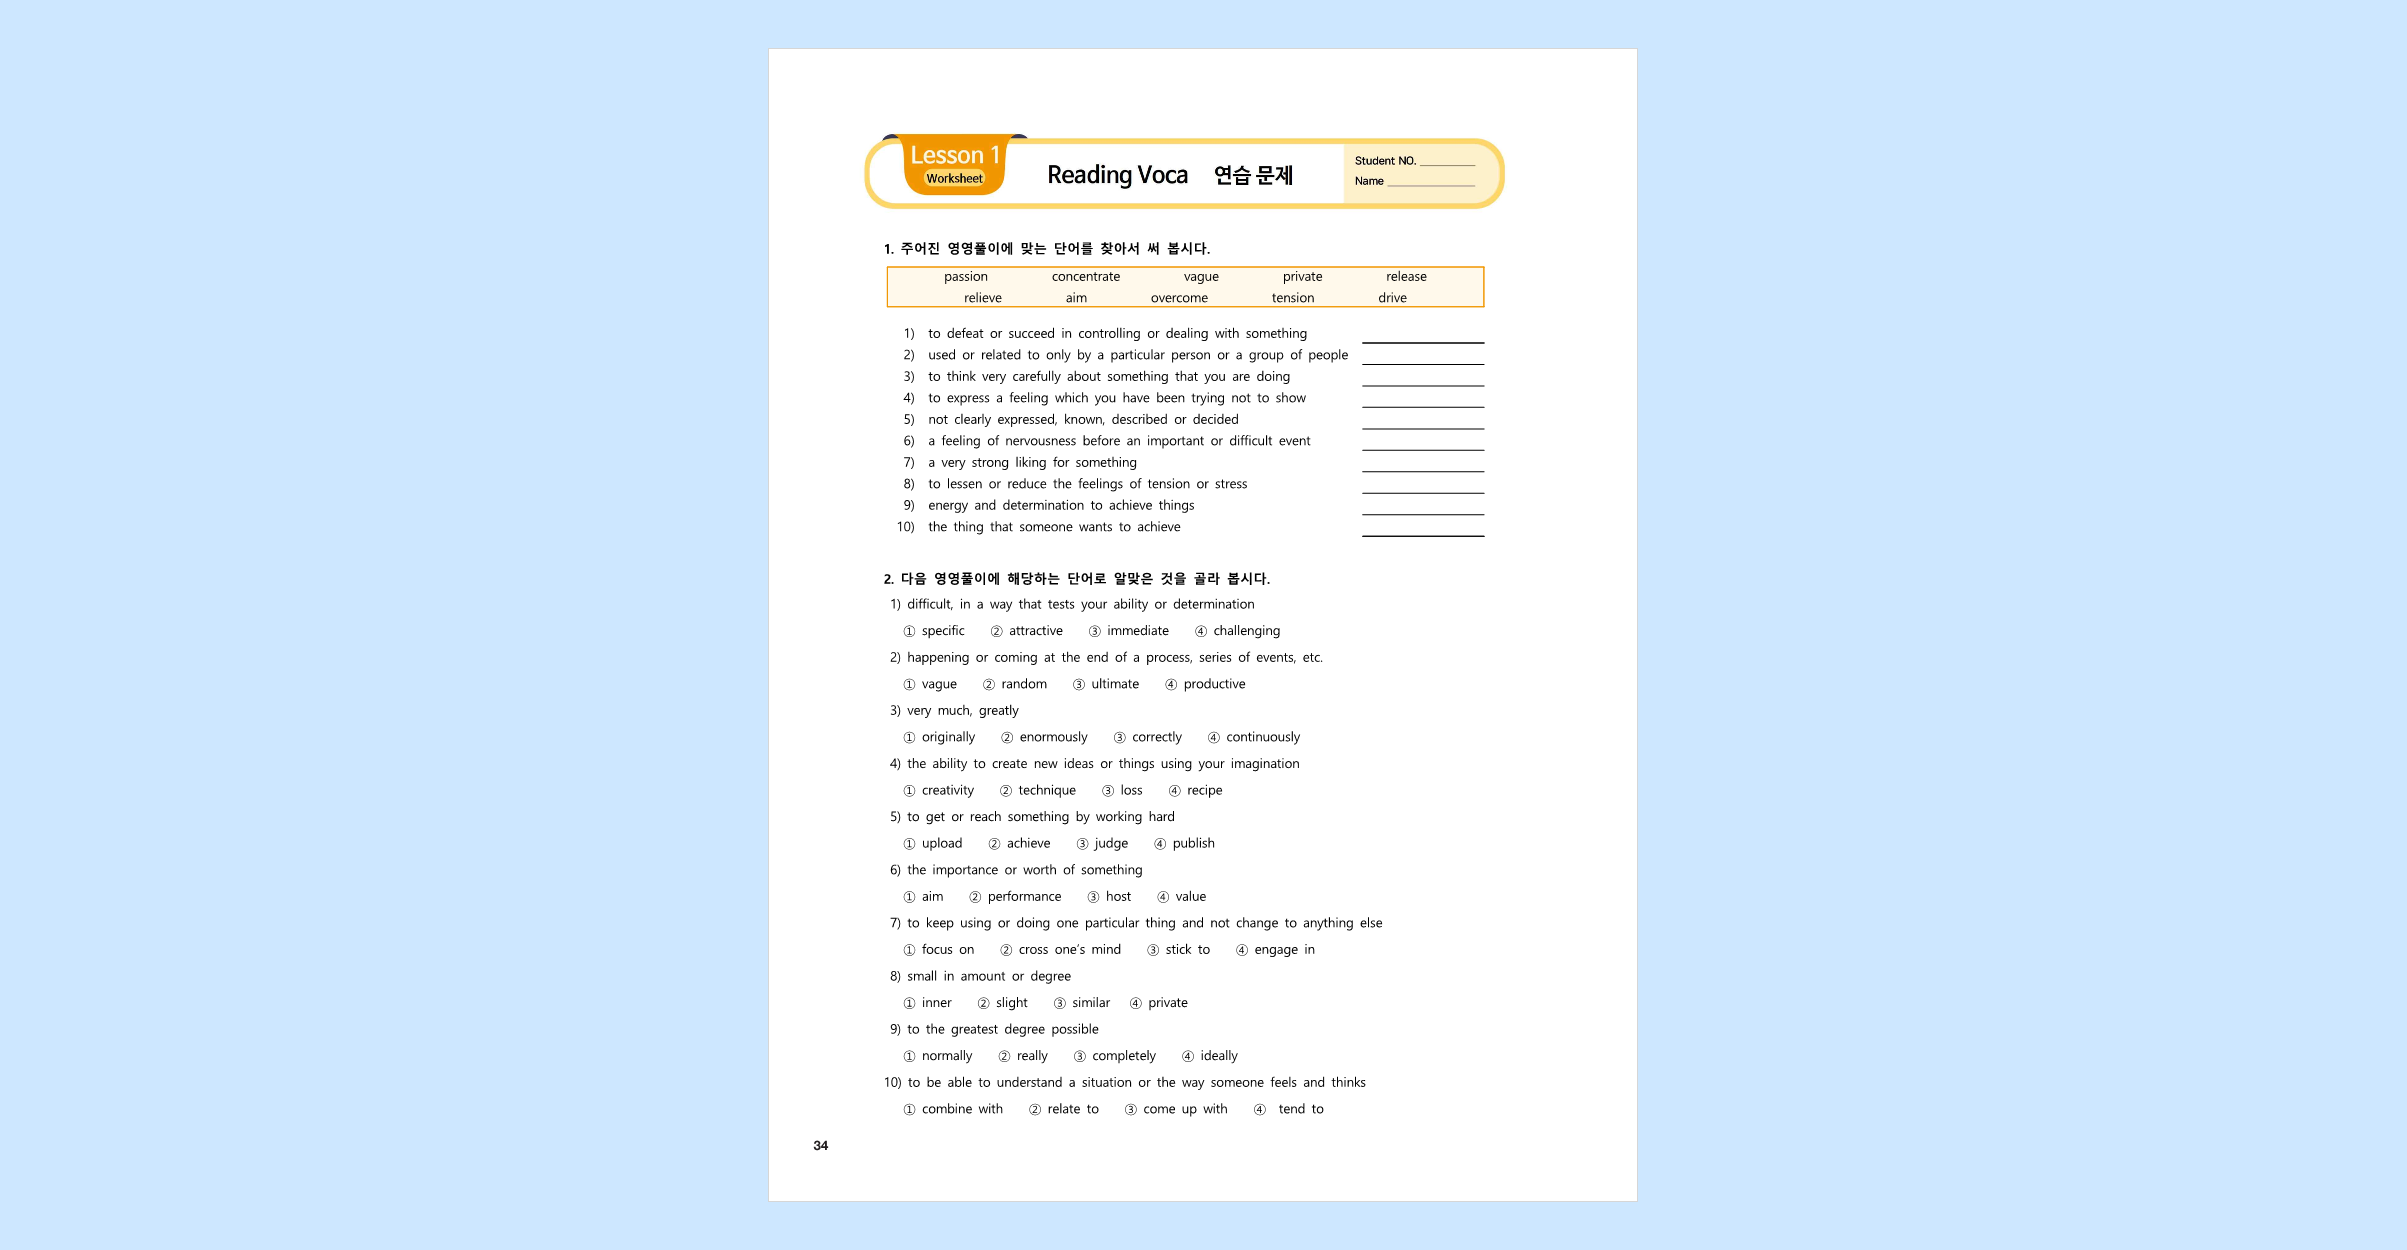 Lesson 1
Worksheet
Reading Voca 연습 문제
Student NO. __________
Name __________
1. 주어진 영영풀이에 맞는 단어를 찾아서 써 봅시다.
passion concentrate vague private release
relieve aim overcome tension drive
1) to defeat or succeed in controlling or dealing with something
2) used or related to only by a particular person or a group of people
3) to think very carefully about something that you are doing
4) to express a feeling which you have been trying not to show
5) not clearly expressed, known, described or decided
6) a feeling of nervousness before an important or difficult event
7) a very strong liking for something
8) to lessen or reduce the feelings of tension or stress
9) energy and determination to achieve things
10) the thing that someone wants to achieve
2. 다음 영영풀이에 해당하는 단어로 알맞은 것을 골라 봅시다.
1) difficult, in a way that tests your ability or determination
① specific ② attractive ③ immediate ④ challenging
2) happening or coming at the end of a process, series of events, etc.
① vague ② random ③ ultimate ④ productive
3) very much, greatly
① originally ② enormously ③ correctly ④ continuously
4) the ability to create new ideas or things using your imagination
① creativity ② technique ③ loss ④ recipe
5) to get or reach something by working hard
① upload ② achieve ③ judge ④ publish
6) the importance or worth of something
① aim ② performance ③ host ④ value
7) to keep using or doing one particular thing and not change to anything else
① focus on ② cross one's mind ③ stick to ④ engage in
8) small in amount or degree
① inner ② slight ③ similar ④ private
9) to the greatest degree possible
① normally ② really ③ completely ④ ideally
10) to be able to understand a situation or the way someone feels and thinks
① combine with ② relate to ③ come up with ④ tend to
34